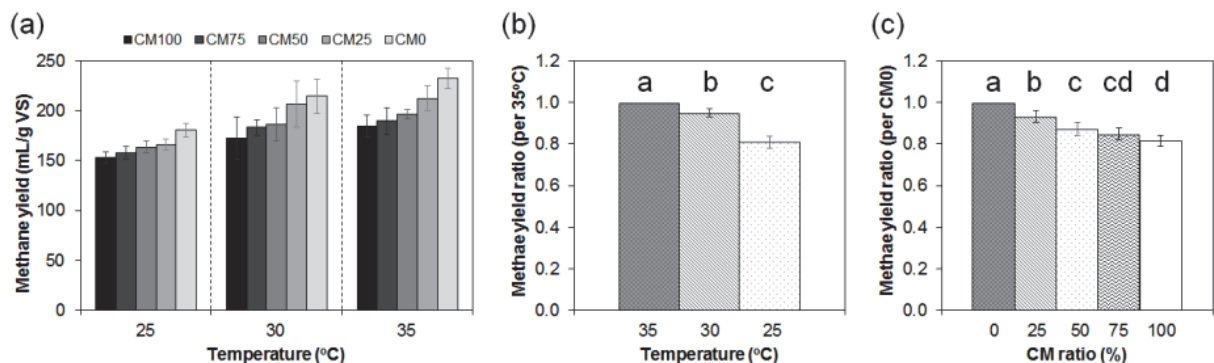 (a)
CM100 CM75 CM50 CM25 CM0
Methane yield (mL/g VS)
250
200
150
100
50
0
25 30 35
Temperature (ºC)
(b)
Methae yield ratio (per 35ºC)
1.2
1.0
0.8
0.6
0.4
0.2
0.0
a b c
35 30 25
Temperature (ºC)
(c)
Methae yield ratio (per CM0)
1.2
1.0
0.8
0.6
0.4
0.2
0.0
a b c cd d
0 25 50 75 100
CM ratio (%)